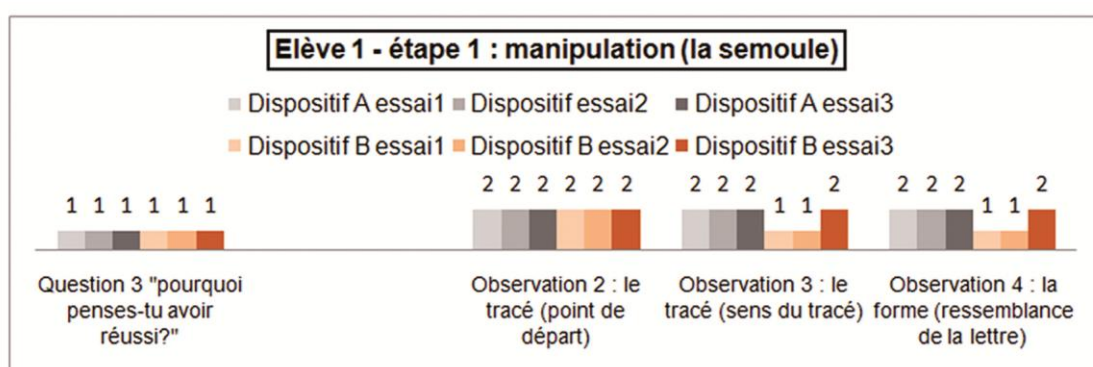 Elève 1 - étape 1 : manipulation (la semoule)
Dispositif A essai1 Dispositif essai2 Dispositif A essai3
Dispositif B essai1 Dispositif B essai2 Dispositif B essai3
1 1 1 1 1 1
2 2 2 2 2 2
2 2 2 1 1 2
2 2 2 1 1 2
Question 3 "pourquoi
penses-tu avoir
réussi?"
Observation 2 : le
tracé (point de
départ)
Observation 3 : le
tracé (sens du tracé)
Observation 4 : la
forme (ressemblance
de la lettre)